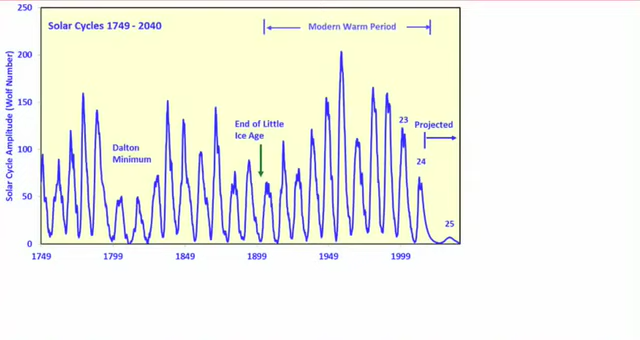 250
Solar Cycles 1749 - 2040
Modern Warm Period
200
150
100
50
0
Solar Cycle Amplitude (Wolf Number)
Dalton
Minimum
End of Little
Ice Age
23
Projected
24
25
1749
1799
1849
1899
1949
1999